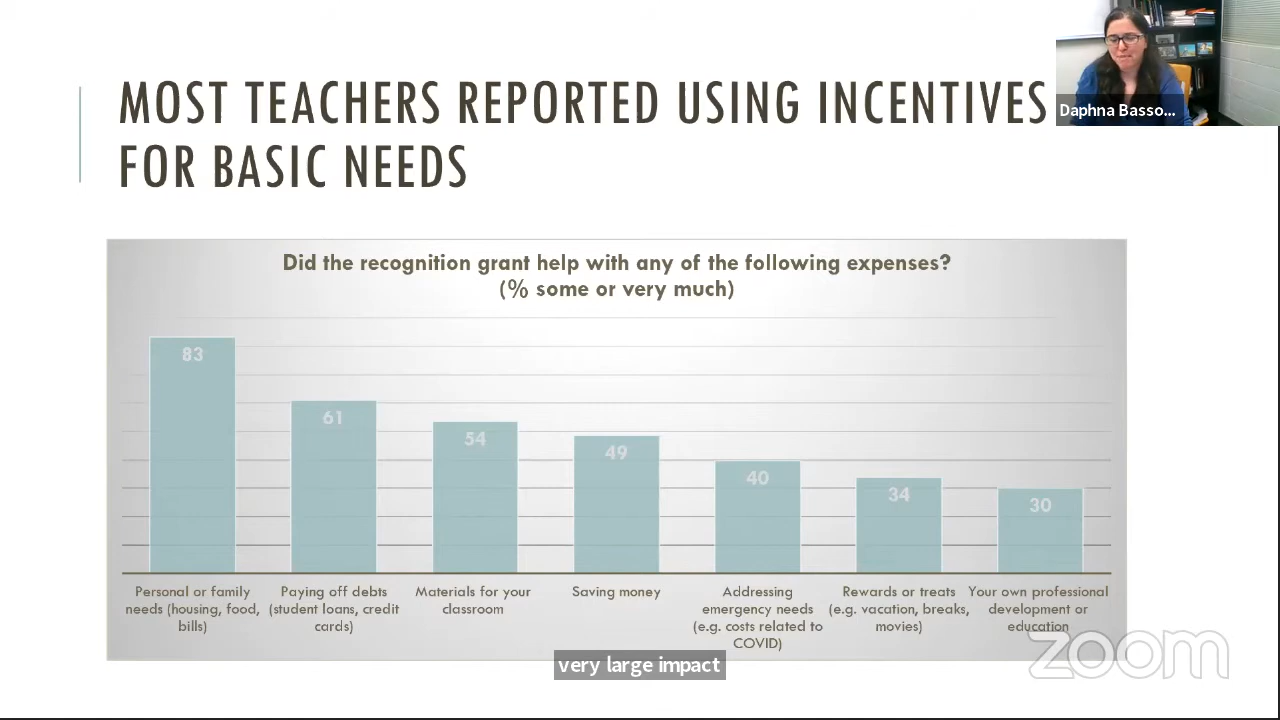 MOST TEACHERS REPORTED USING INCENTIVES
FOR BASIC NEEDS
Daphna Basso...
Did the recognition grant help with any of the following expenses?
(% some or very much)
83
61
54
49
40
34
30
Personal or family
needs (housing, food,
bills)
Paying off debts
(student loans, credit
cards)
Materials for your
classroom
Saving money
Addressing
emergency needs
(e.g. costs related to
COVID)
Rewards or treats
(e.g. vacation, breaks,
movies)
Your own professional
development or
education
very large impact
zoom